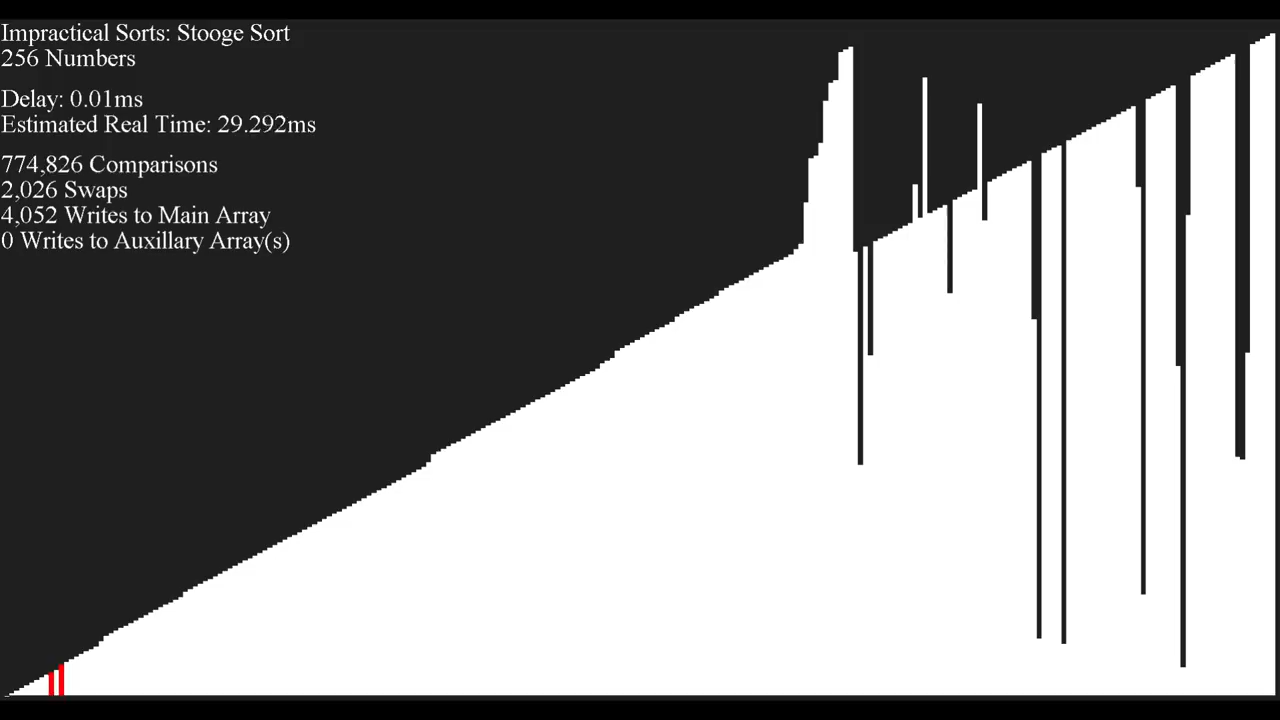 Impractical Sorts: Stooge Sort
256 Numbers
Delay: 0.01ms
Estimated Real Time: 29.292ms
774,826 Comparisons
2,026 Swaps
4,052 Writes to Main Array
0 Writes to Auxillary Array(s)